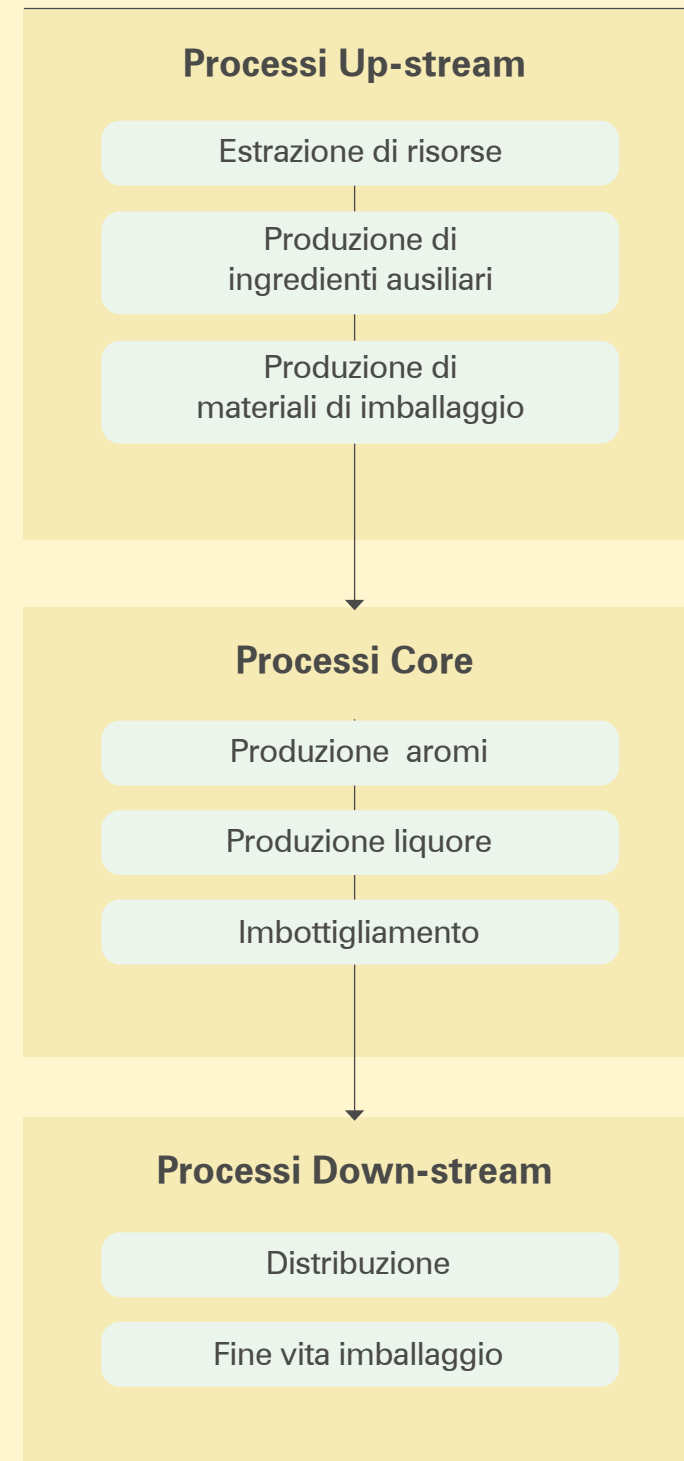 Processi Up-stream
Estrazione di risorse
Produzione di
ingredienti ausiliari
Produzione di
materiali di imballaggio
Processi Core
Produzione  aromi
Produzione liquore
Imbottigliamento
Processi Down-stream
Distribuzione
Fine vita imballaggio